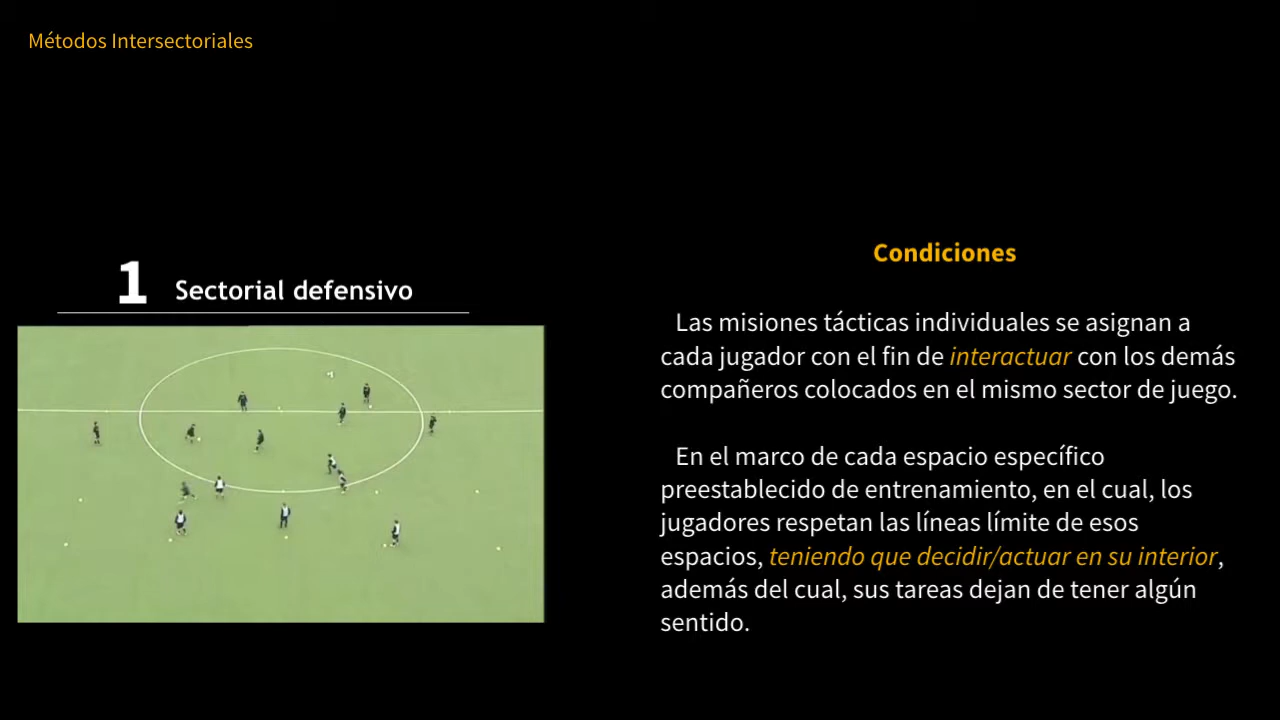 Métodos Intersectoriales
1 Sectorial defensivo
Condiciones
Las misiones tácticas individuales se asignan a
cada jugador con el fin de interactuar con los demás
compañeros colocados en el mismo sector de juego.
En el marco de cada espacio específico
preestablecido de entrenamiento, en el cual, los
jugadores respetan las líneas límite de esos
espacios, teniendo que decidir/actuar en su interior,
además del cual, sus tareas dejan de tener algún
sentido.